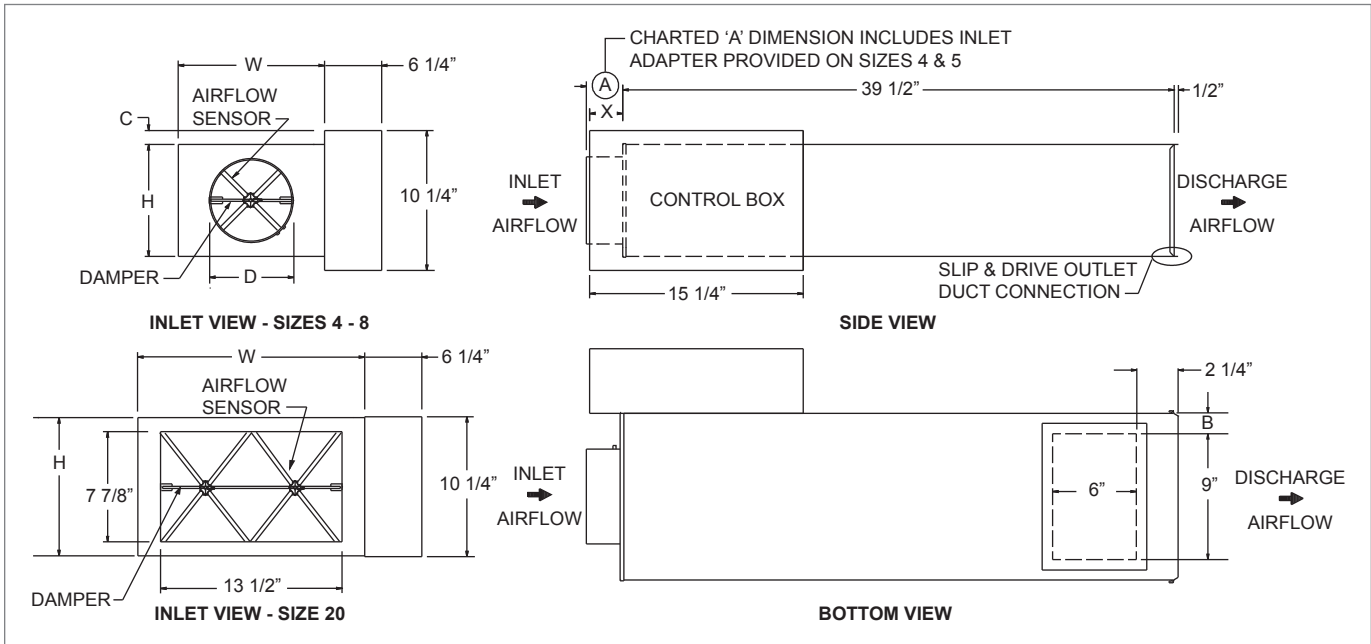 W
6 1/4"
AIRFLOW
SENSOR
C
H
10 1/4"
DAMPER
D
INLET VIEW - SIZES 4 - 8
CHARTED ‘A’ DIMENSION INCLUDES INLET
ADAPTER PROVIDED ON SIZES 4 & 5
A
X
39 1/2”
1/2”
INLET
AIRFLOW
CONTROL BOX
DISCHARGE
AIRFLOW
SLIP & DRIVE OUTLET
DUCT CONNECTION
15 1/4”
SIDE VIEW
W
6 1/4”
AIRFLOW
SENSOR
H
7 7/8”
10 1/4”
DAMPER
13 1/2”
INLET VIEW - SIZE 20
2 1/4”
B
INLET
AIRFLOW
6”
9”
DISCHARGE
AIRFLOW
BOTTOM VIEW